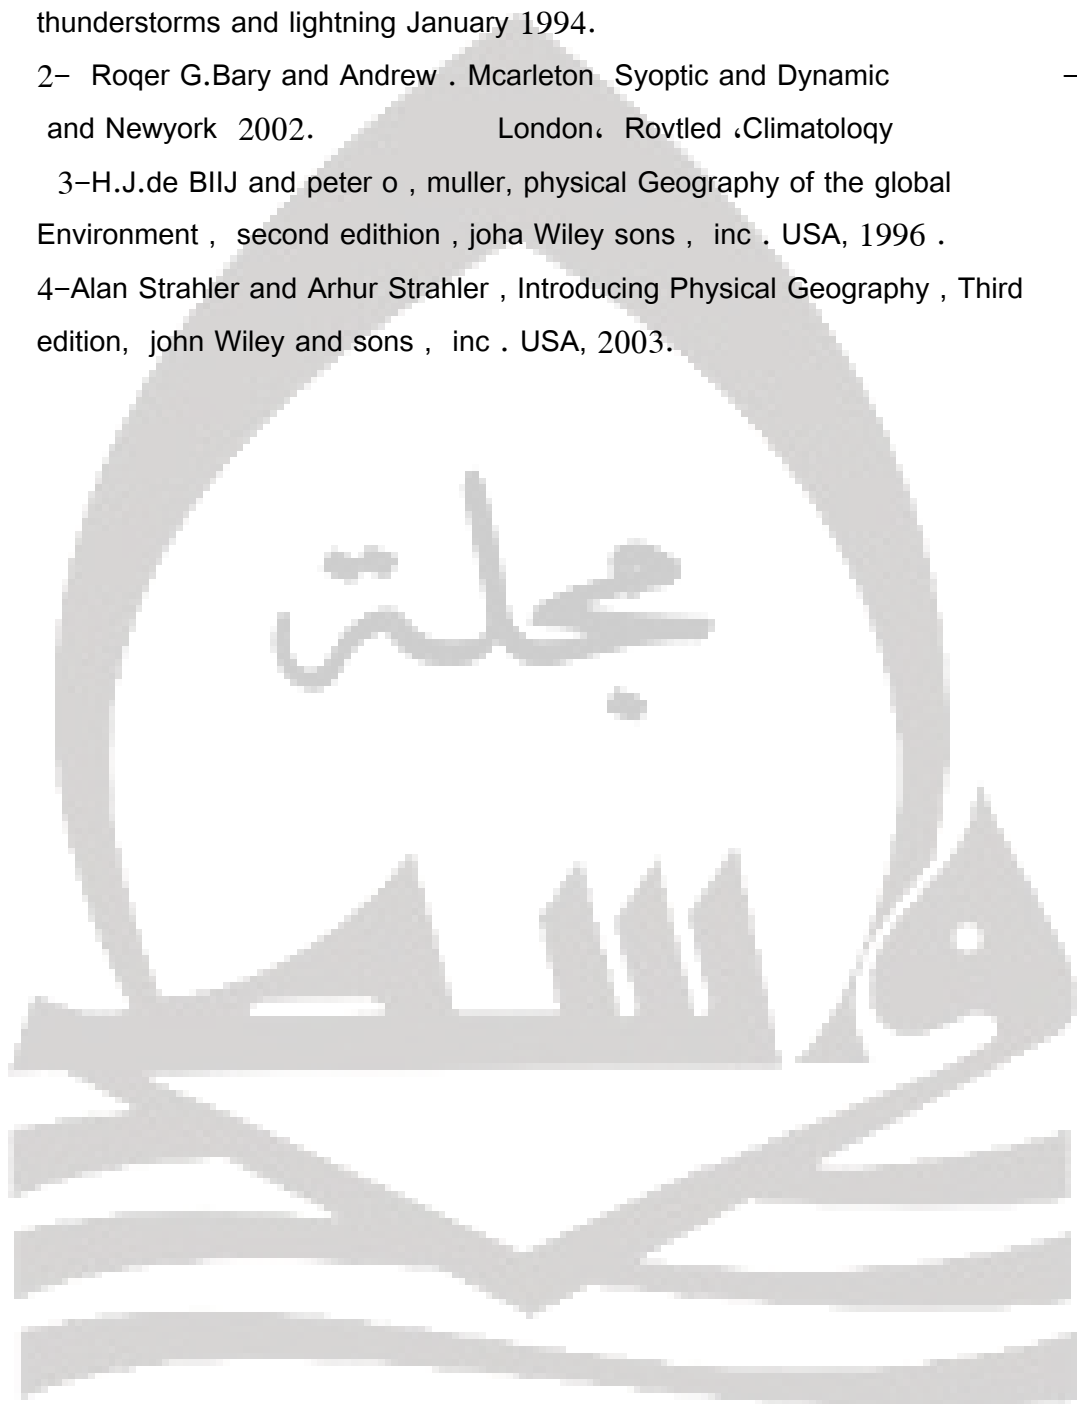 thunderstorms and lightning January 1994.
2- Roqer G.Bary and Andrew . Mcarleton Syoptic and Dynamic –
and Newyork 2002. London، Rovtled ،Climatoloqy
3-H.J.de BIIJ and peter o , muller, physical Geography of the global
Environment , second edithion , joha Wiley sons , inc . USA, 1996 .
4-Alan Strahler and Arhur Strahler , Introducing Physical Geography , Third
edition, john Wiley and sons , inc . USA, 2003.
مجلة
واسط